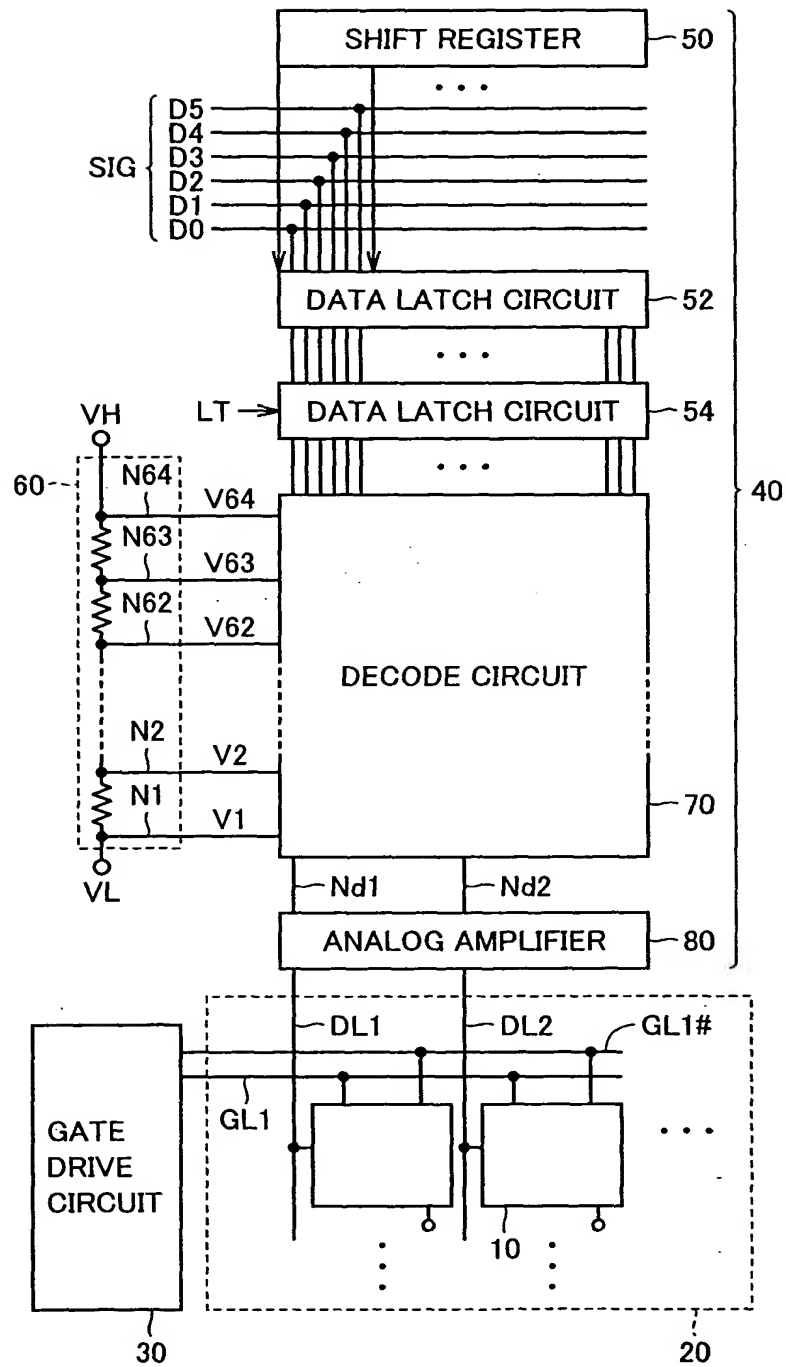 SHIFT REGISTER
50
• • •
D5
D4
D3
D2
D1
D0
SIG
DATA LATCH CIRCUIT
52
• • •
LT
DATA LATCH CIRCUIT
54
• • •
VH
60
N64
V64
N63
V63
N62
V62
40
DECODE CIRCUIT
N2
V2
N1
V1
70
VL
Nd1
Nd2
ANALOG AMPLIFIER
80
DL1
DL2
GL1#
GL1
GATE
DRIVE
CIRCUIT
• • •
10
30
20